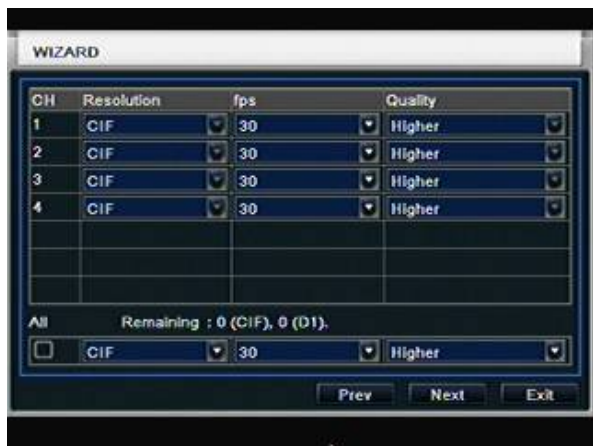 WIZARD
CH Resolution fps Quality
1 CIF 30 Higher
2 CIF 30 Higher
3 CIF 30 Higher
4 CIF 30 Higher
All Remaining : 0 (CIF), 0 (D1).
CIF 30 Higher
Prev Next Exit